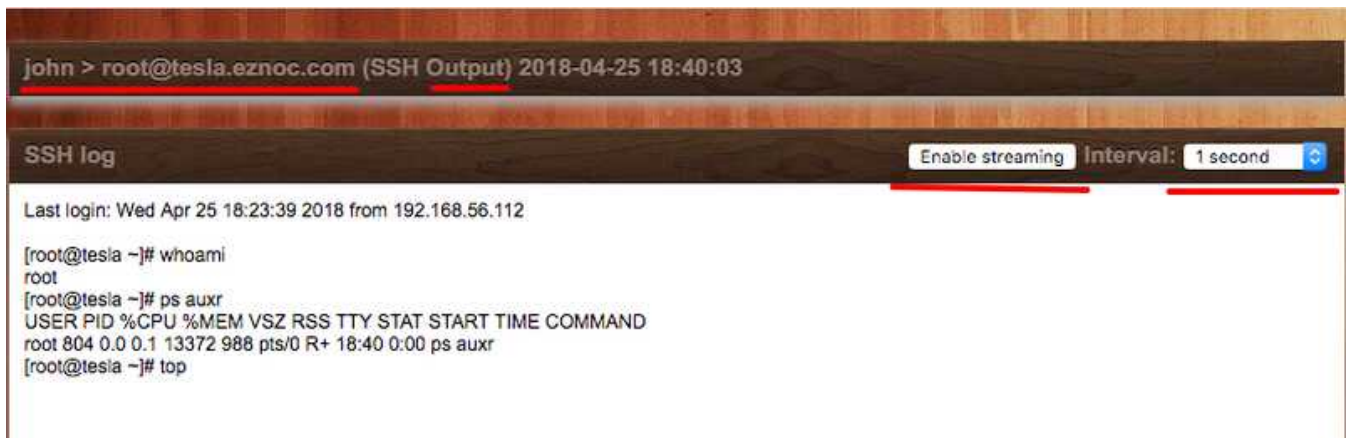 john > root@tesla.eznoc.com (SSH Output) 2018-04-25 18:40:03
SSH log
Enable streaming Interval: 1 second
Last login: Wed Apr 25 18:23:39 2018 from 192.168.56.112
[root@tesla ~]# whoami
root
[root@tesla ~]# ps auxr
USER PID %CPU %MEM VSZ RSS TTY STAT START TIME COMMAND
root 804 0.0 0.1 13372 988 pts/0 R+ 18:40 0:00 ps auxr
[root@tesla ~]# top